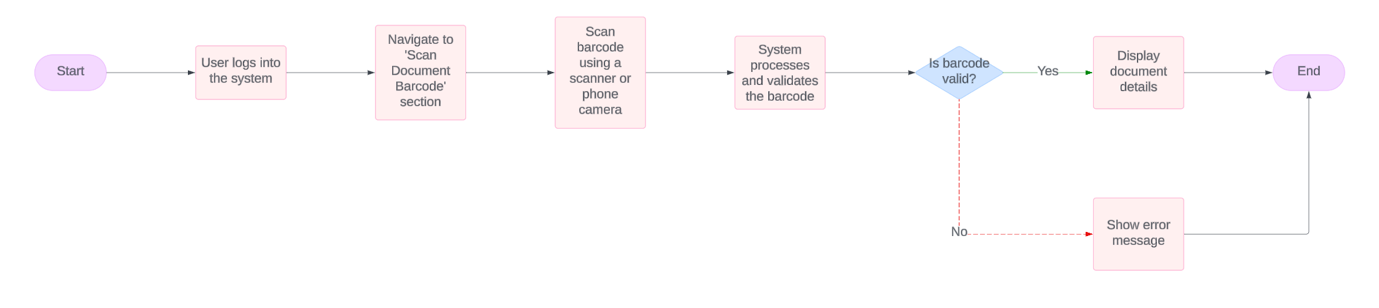 Start
User logs into
the system
Navigate to
'Scan
Document
Barcode'
section
Scan
barcode
using a
scanner or
phone
camera
System
processes
and validates
the barcode
Is barcode
valid?
Yes
Display
document
details
End
No
Show error
message